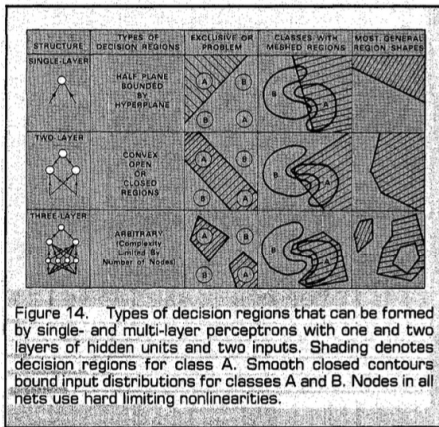 STRUCTURE
TYPES OF
DECISION REGIONS
EXCLUSIVE OR
PROBLEM
CLASSES WITH
MESHED REGIONS
MOST GENERAL
REGION SHAPES
SINGLE-LAYER
HALF PLANE
BOUNDED
BY
HYPERPLANE
A B
B A
B
A
TWO-LAYER
CONVEX
OPEN
OR
CLOSED
REGIONS
A B
B A
B
A
THREE-LAYER
ARBITRARY
(Complexity
Limited By
Number of Nodes)
A B
B A
B
A
Figure 14. Types of decision regions that can be formed
by single- and multi-layer perceptrons with one and two
layers of hidden units and two inputs. Shading denotes
decision regions for class A. Smooth closed contours
bound input distributions for classes A and B. Nodes in all
nets use hard limiting nonlinearities.